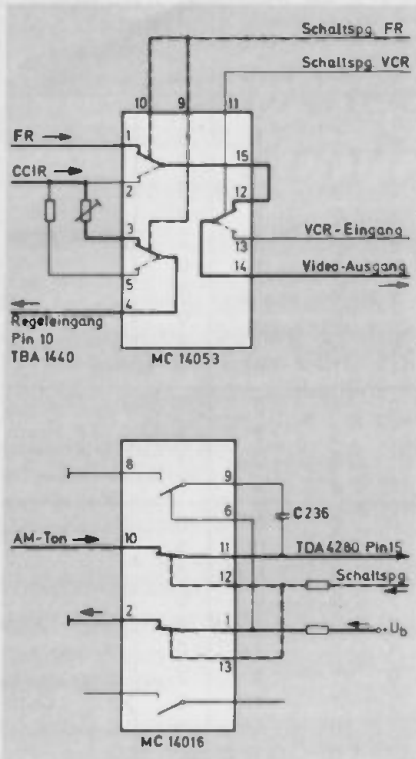 Schaltspg FR
Schaltspg VCR
10 9 11
FR
1
15
CCIR
2
12
3
13
VCR-Eingang
5
14
Video-Ausgang
4
Regeleingang
Pin 10
TBA 1440
MC 14053
8
9
6
C236
AM-Ton
10
11
TDA4280 Pin15
12
Schaltspg.
2
1
+Ub
13
MC 14016